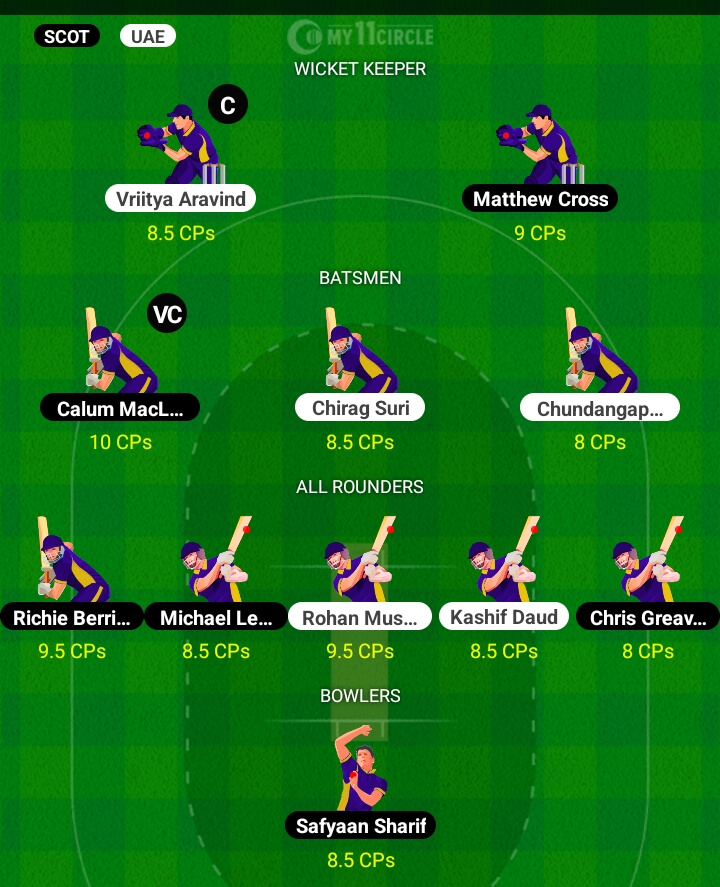 SCOT UAE MY11CIRCLE
WICKET KEEPER
C
Vriitya Aravind Matthew Cross
8.5 CPs 9 CPs
BATSMEN
VC
Calum MacL... Chirag Suri Chundangap...
10 CPs 8.5 CPs 8 CPs
ALL ROUNDERS
Richie Berri... Michael Le... Rohan Mus... Kashif Daud Chris Greav...
9.5 CPs 8.5 CPs 9.5 CPs 8.5 CPs 8 CPs
BOWLERS
Safyaan Sharif
8.5 CPs